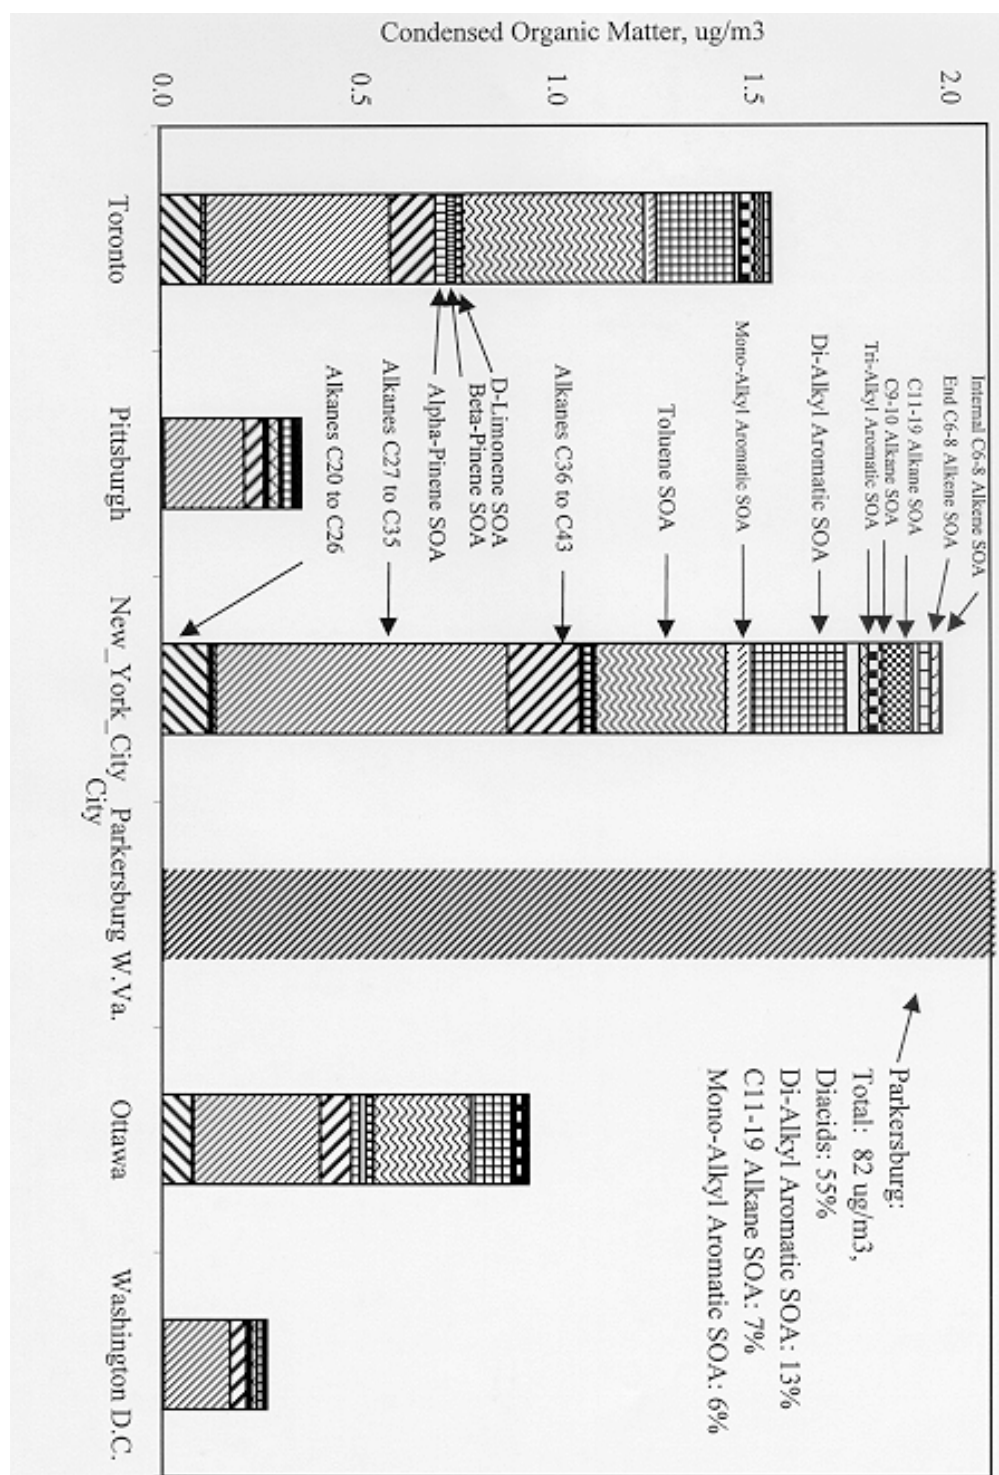 Condensed Organic Matter, ug/m3
2.0
1.5
1.0
0.5
0.0
Internal C6-8 Alkene SOA
End C6-8 Alkene SOA
C11-19 Alkane SOA
C9-10 Alkane SOA
Tri-Alkyl Aromatic SOA
Di-Alkyl Aromatic SOA
Mono-Alkyl Aromatic SOA
Toluene SOA
Alkanes C36 to C43
D-Limonene SOA
Beta-Pinene SOA
Alpha-Pinene SOA
Alkanes C27 to C35
Alkanes C20 to C26
Parkersburg:
Total: 82 ug/m3,
Diacids: 55%
Di-Alkyl Aromatic SOA: 13%
C11-19 Alkane SOA: 7%
Mono-Alkyl Aromatic SOA: 6%
Toronto
Pittsburgh
New_York_City
Parkersburg W.Va.
City
Ottawa
Washington D.C.